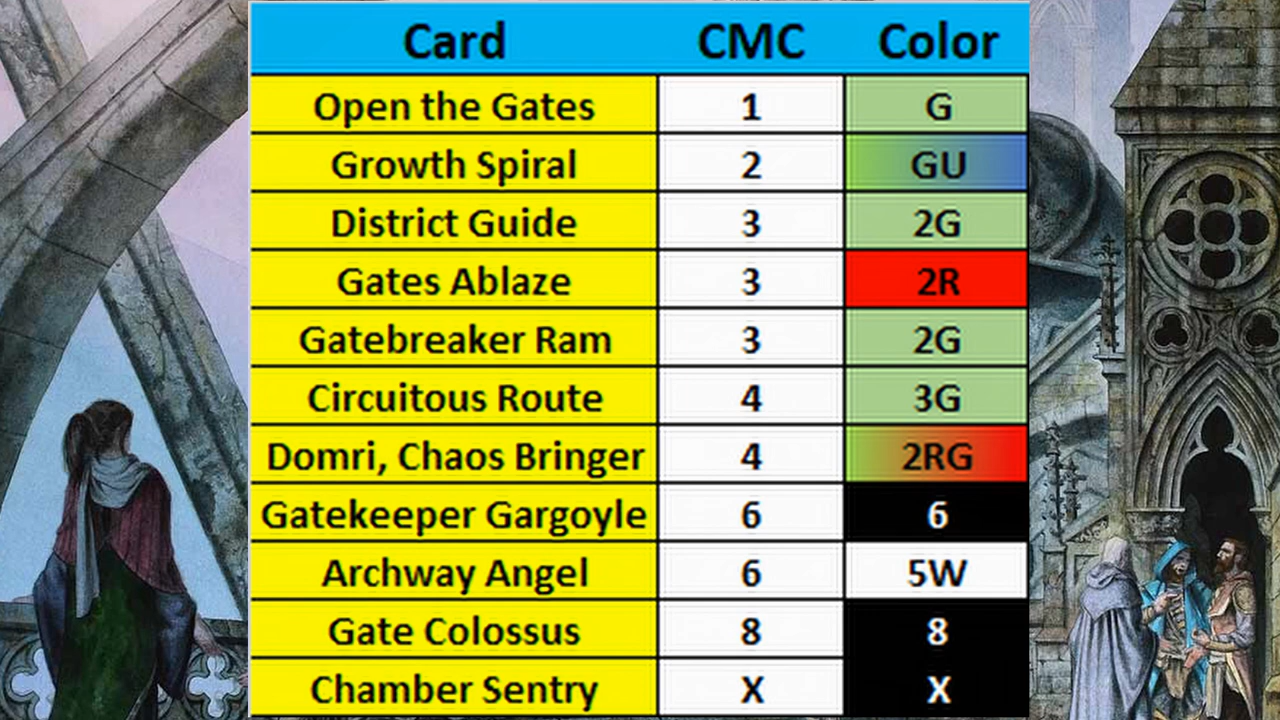 Card CMC Color
Open the Gates 1 G
Growth Spiral 2 GU
District Guide 3 2G
Gates Ablaze 3 2R
Gatebreaker Ram 3 2G
Circuitous Route 4 3G
Domri, Chaos Bringer 4 2RG
Gatekeeper Gargoyle 6 6
Archway Angel 6 5W
Gate Colossus 8 8
Chamber Sentry X X